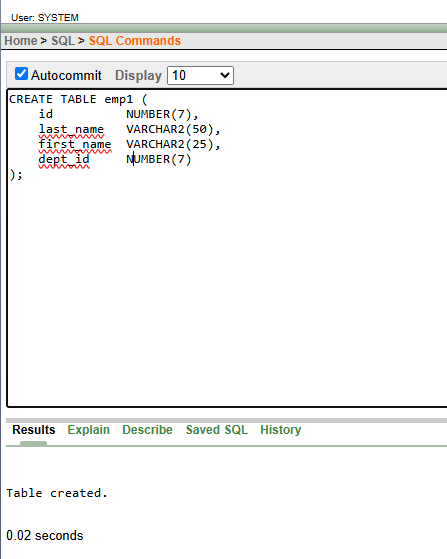 User: SYSTEM
Home > SQL > SQL Commands
Autocommit Display 10
CREATE TABLE emp1 (
    id          NUMBER(7),
    last_name   VARCHAR2(50),
    first_name  VARCHAR2(25),
    dept_id     NUMBER(7)
);
Results Explain Describe Saved SQL History
Table created.
0.02 seconds